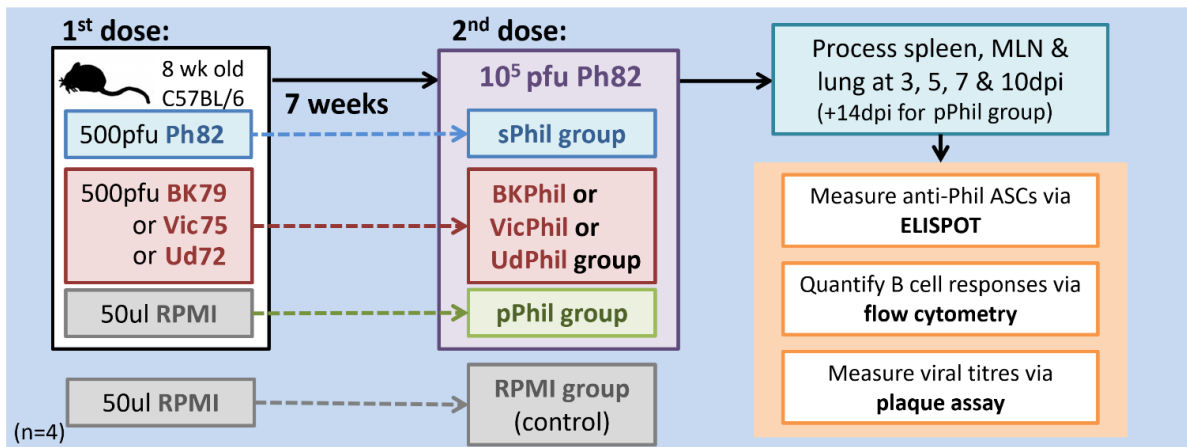 1st dose:
8 wk old
C57BL/6
500pfu Ph82
500pfu BK79
or Vic75
or Ud72
50ul RPMI
50ul RPMI
(n=4)
7 weeks
2nd dose:
10⁵ pfu Ph82
sPhil group
BKPhil or
VicPhil or
UdPhil group
pPhil group
RPMI group
(control)
Process spleen, MLN &
lung at 3, 5, 7 & 10dpi
(+14dpi for pPhil group)
Measure anti-Phil ASCs via
ELISPOT
Quantify B cell responses via
flow cytometry
Measure viral titres via
plaque assay